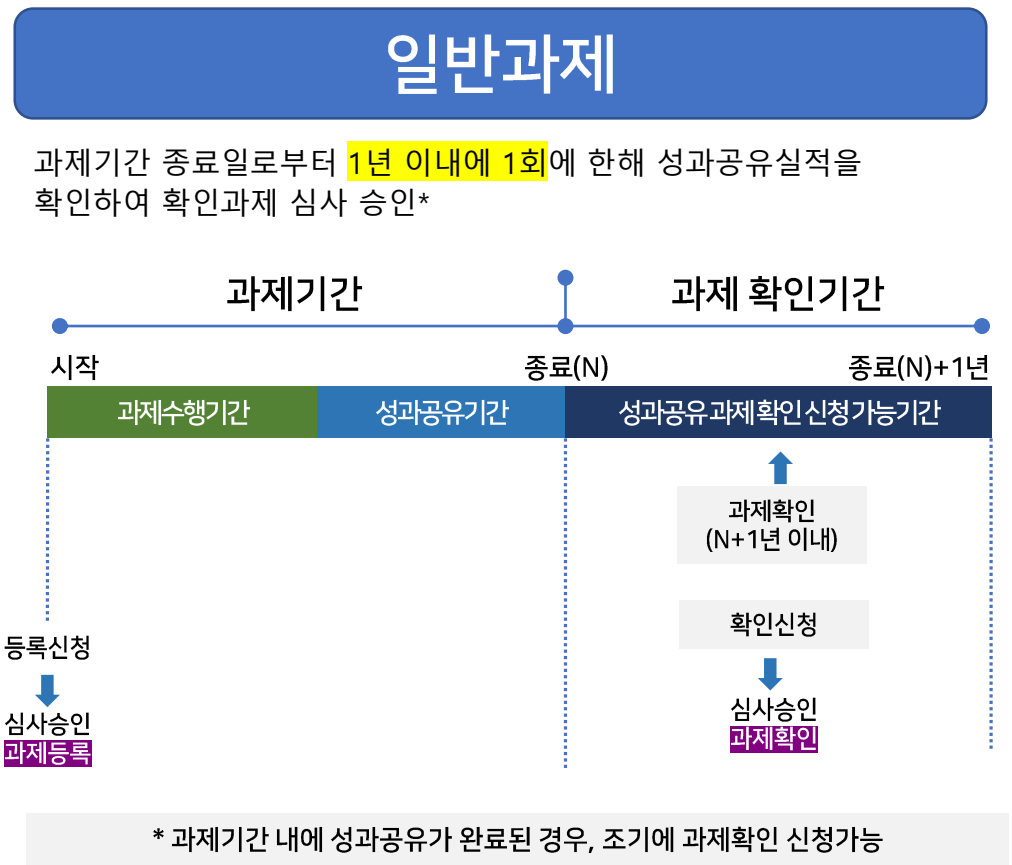 일반과제
과제기간 종료일로부터 1년 이내에 1회에 한해 성과공유실적을
확인하여 확인과제 심사 승인*
과제기간
과제 확인기간
시작
종료(N)
종료(N)+1년
과제수행기간
성과공유기간
성과공유 과제 확인 신청 가능기간
과제확인
(N+1년 이내)
확인신청
심사승인
과제확인
등록신청
심사승인
과제등록
* 과제기간 내에 성과공유가 완료된 경우, 조기에 과제확인 신청가능